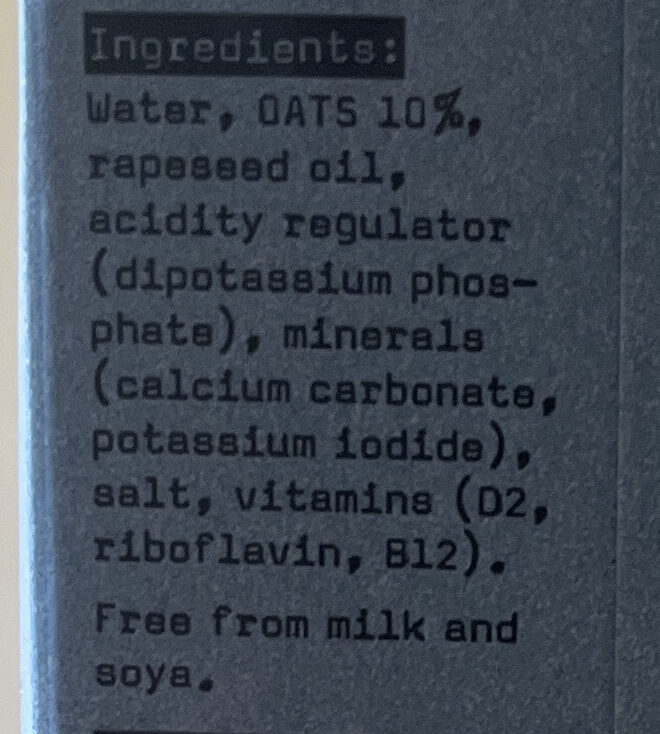 Ingredients:
Water, OATS 10%,
rapeseed oil,
acidity regulator
(dipotassium phos-
phate), minerals
(calcium carbonate,
potassium iodide),
salt, vitamins (D2,
riboflavin, B12).
Free from milk and
soya.